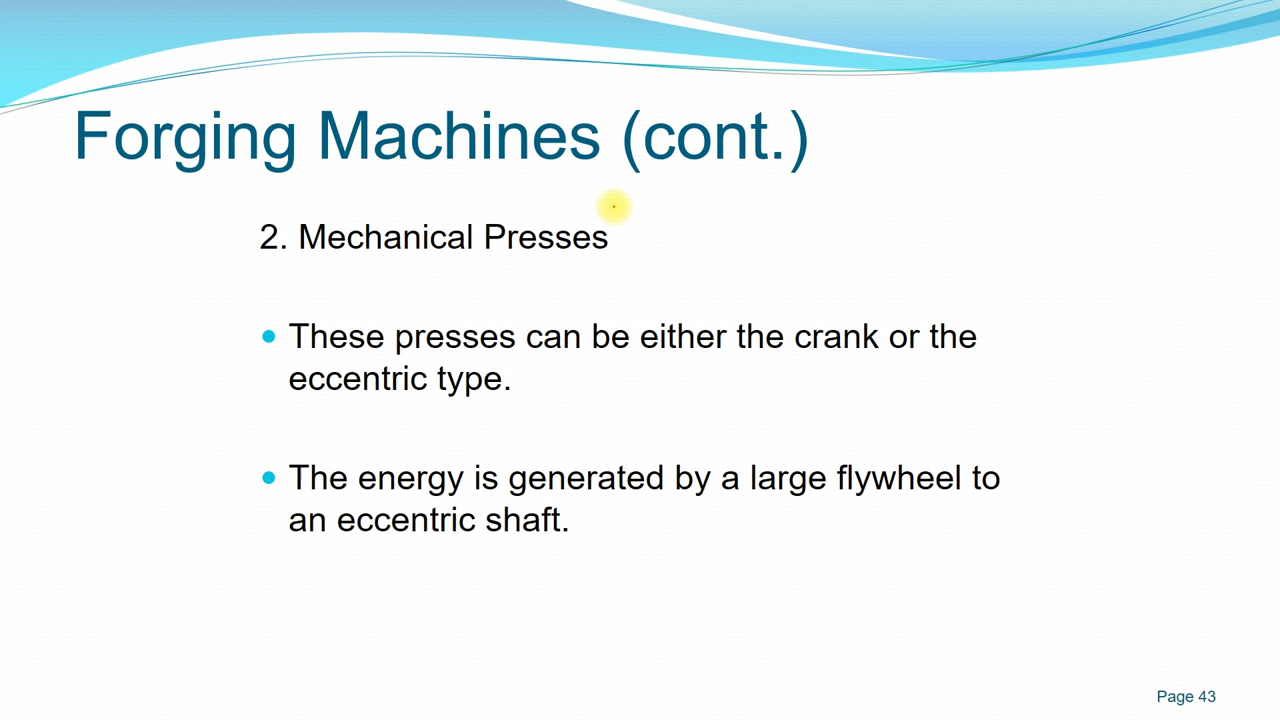 Forging Machines (cont.)
2. Mechanical Presses
• These presses can be either the crank or the
eccentric type.
• The energy is generated by a large flywheel to
an eccentric shaft.
Page 43